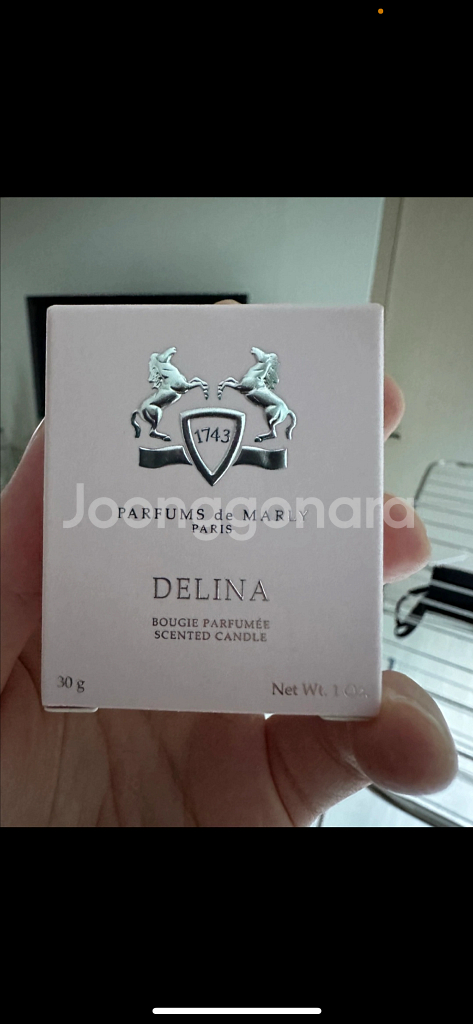 1743
PARFUMS de MARLY
PARIS
Joonggonara
DELINA
BOUGIE PARFUMÉE
SCENTED CANDLE
30 g
Net Wt. 1 Oz.